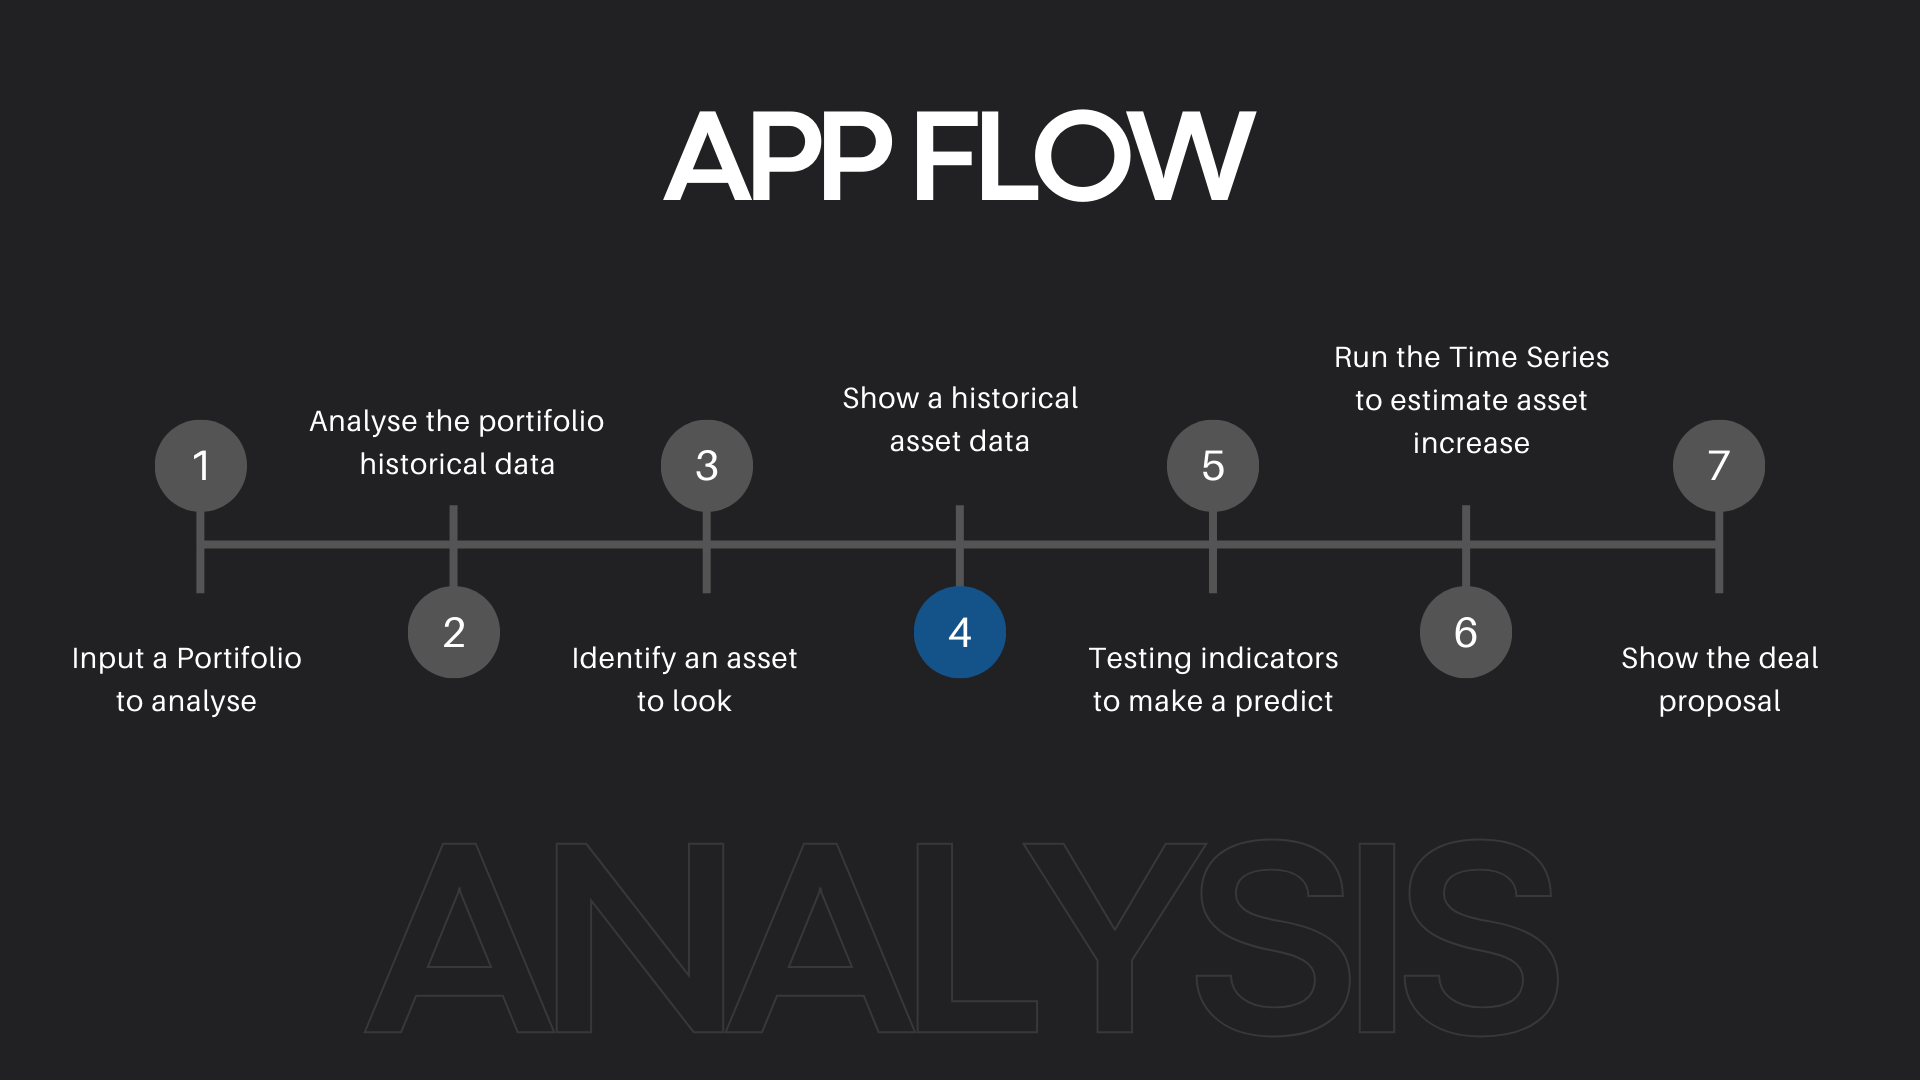 APP FLOW
1
Input a Portifolio
to analyse
Analyse the portifolio
historical data
2
3
Identify an asset
to look
Show a historical
asset data
4
5
Testing indicators
to make a predict
Run the Time Series
to estimate asset
increase
6
7
Show the deal
proposal
ANALYSIS